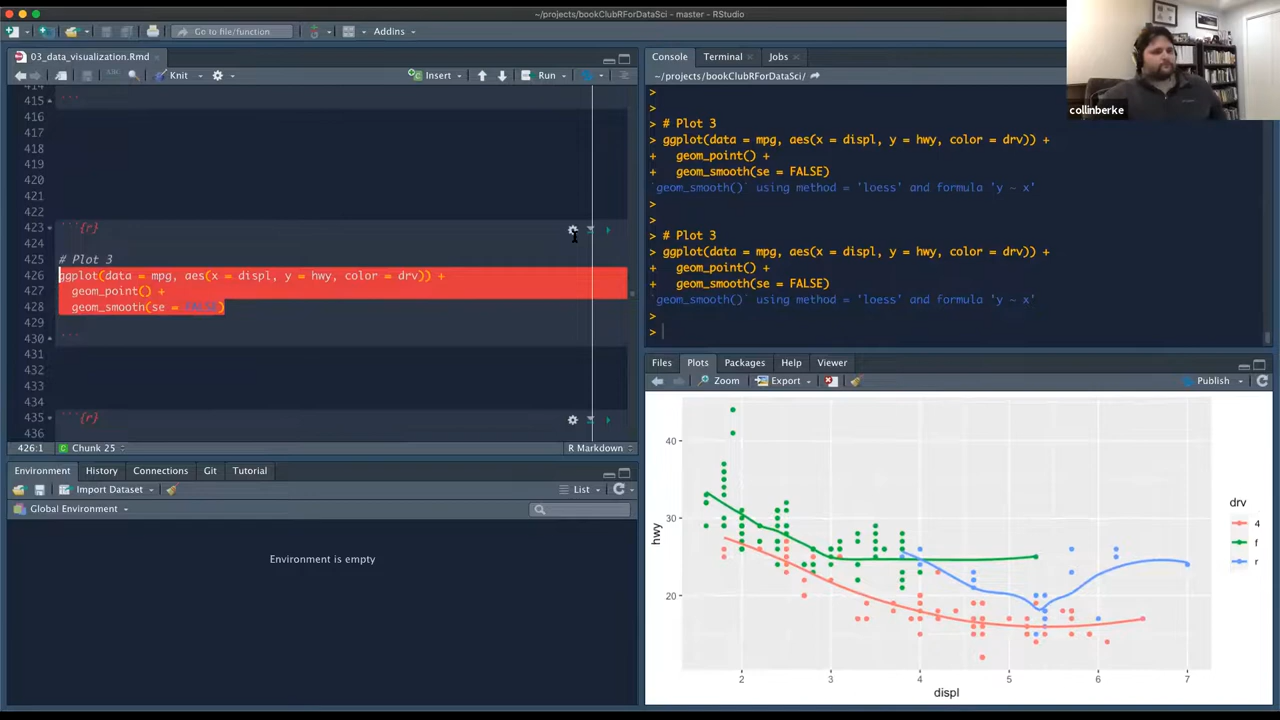 ~/projects/bookClubRForDataSci - master - RStudio
Go to file/function
Addins
03_data_visualization.Rmd
Knit
Insert
Run
414
415 ```
416
417
418
419
420
421
422
423 ```{r}
424
425 # Plot 3
426 ggplot(data = mpg, aes(x = displ, y = hwy, color = drv)) +
427 geom_point() +
428 geom_smooth(se = FALSE)
429
430 ```
431
432
433
434
435 ```{r}
436
426:1 Chunk 25 R Markdown
Environment History Connections Git Tutorial
Import Dataset List
Global Environment
Environment is empty
Console Terminal Jobs
~/projects/bookClubRForDataSci/
>
>
> # Plot 3
> ggplot(data = mpg, aes(x = displ, y = hwy, color = drv)) +
+ geom_point() +
+ geom_smooth(se = FALSE)
`geom_smooth()` using method = 'loess' and formula 'y ~ x'
>
>
> # Plot 3
> ggplot(data = mpg, aes(x = displ, y = hwy, color = drv)) +
+ geom_point() +
+ geom_smooth(se = FALSE)
`geom_smooth()` using method = 'loess' and formula 'y ~ x'
>
>
Files Plots Packages Help Viewer
Zoom Export Publish
40
30
20
hwy
2 3 4 5 6 7
displ
drv
4
f
r
collinberke